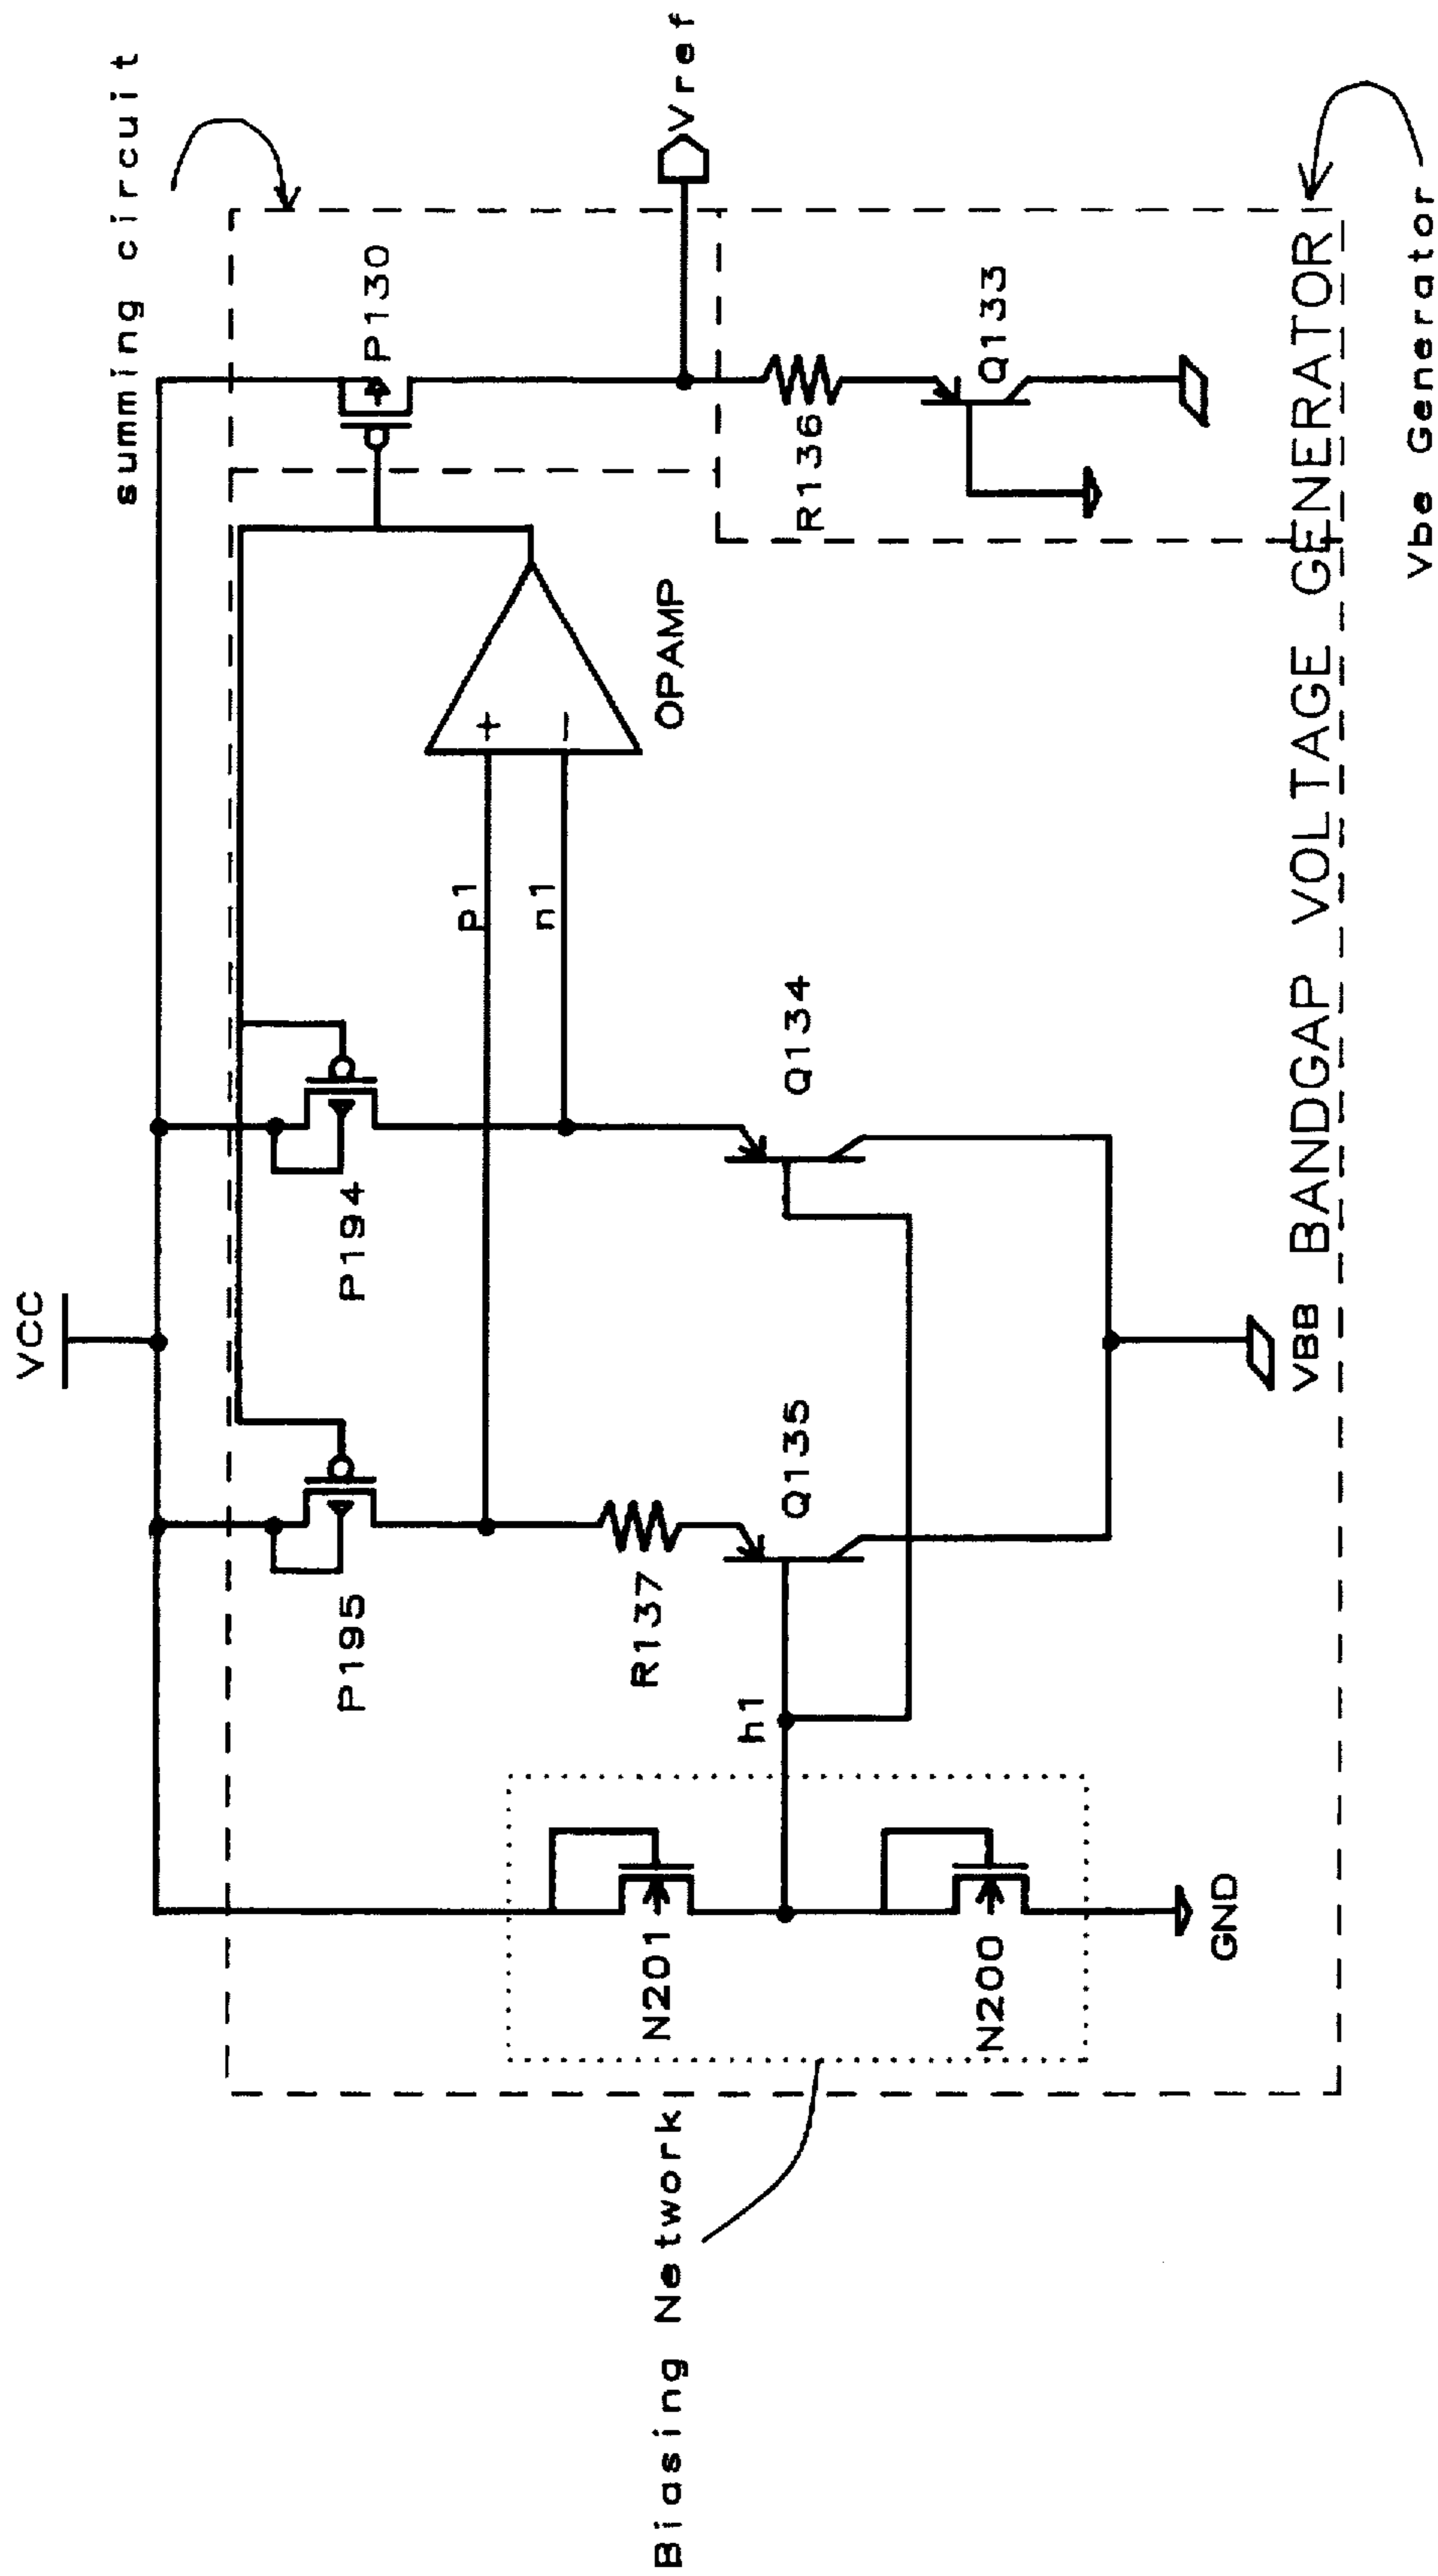 summing circuit
VCC
P130
Vref
P195
P194
p1
n1
OPAMP
R136
Q133
R137
Q135
Q134
h1
N201
N200
Biasing Network
GND
VBB
BANDGAP VOLTAGE GENERATOR
Vbe Generator